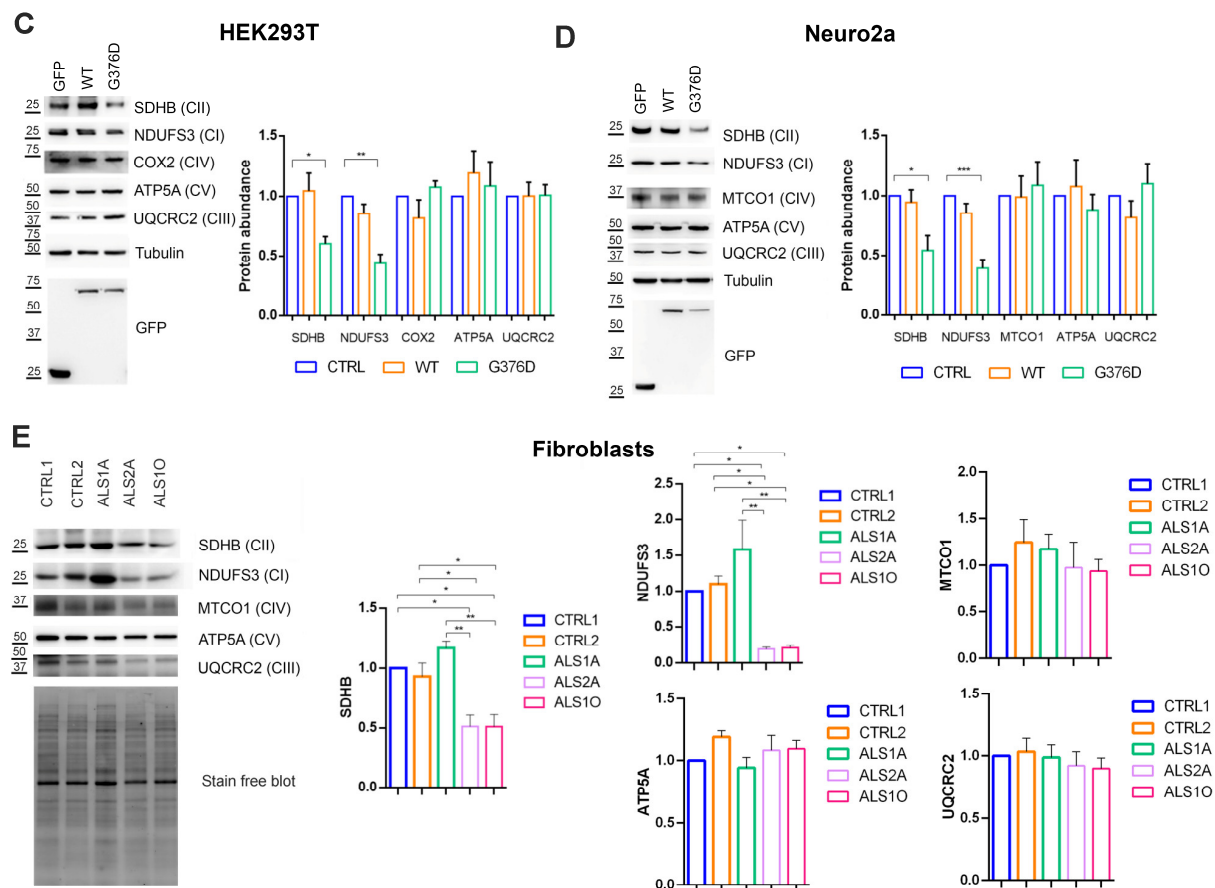 C
HEK293T
GFP WT G376D
25 SDHB (CII)
25 NDUFS3 (CI)
75 COX2 (CIV)
50 ATP5A (CV)
50 UQCRC2 (CIII)
37
75
50 Tubulin
75
50
37 GFP
25
Protein abundance
1.5
1.0
0.5
0.0
* **
SDHB NDUFS3 COX2 ATP5A UQCRC2
CTRL WT G376D
D
Neuro2a
GFP WT G376D
25 SDHB (CII)
25 NDUFS3 (CI)
37 MTCO1 (CIV)
50 ATP5A (CV)
50 UQCRC2 (CIII)
37
50 Tubulin
75
50
37 GFP
25
Protein abundance
1.5
1.0
0.5
0.0
* ***
SDHB NDUFS3 MTCO1 ATP5A UQCRC2
CTRL WT G376D
E
Fibroblasts
CTRL1 CTRL2 ALS1A ALS2A ALS1O
25 SDHB (CII)
25 NDUFS3 (CI)
37 MTCO1 (CIV)
50 ATP5A (CV)
50 UQCRC2 (CIII)
37
Stain free blot
SDHB
1.5
1.0
0.5
0.0
*
*
*
*
**
**
CTRL1
CTRL2
ALS1A
ALS2A
ALS1O
NDUFS3
2.5
2.0
1.5
1.0
0.5
0.0
*
*
*
*
**
**
CTRL1
CTRL2
ALS1A
ALS2A
ALS1O
MTCO1
2.0
1.5
1.0
0.5
0.0
CTRL1
CTRL2
ALS1A
ALS2A
ALS1O
ATP5A
1.5
1.0
0.5
0.0
CTRL1
CTRL2
ALS1A
ALS2A
ALS1O
UQCRC2
1.5
1.0
0.5
0.0
CTRL1
CTRL2
ALS1A
ALS2A
ALS1O